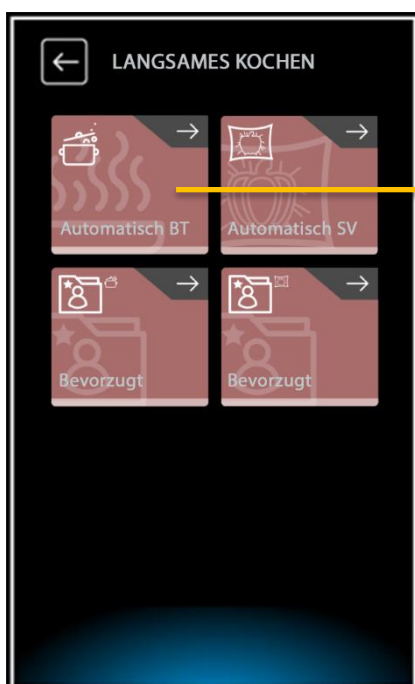 LANGSAMES KOCHEN
Automatisch BT
Automatisch SV
Bevorzugt
Bevorzugt